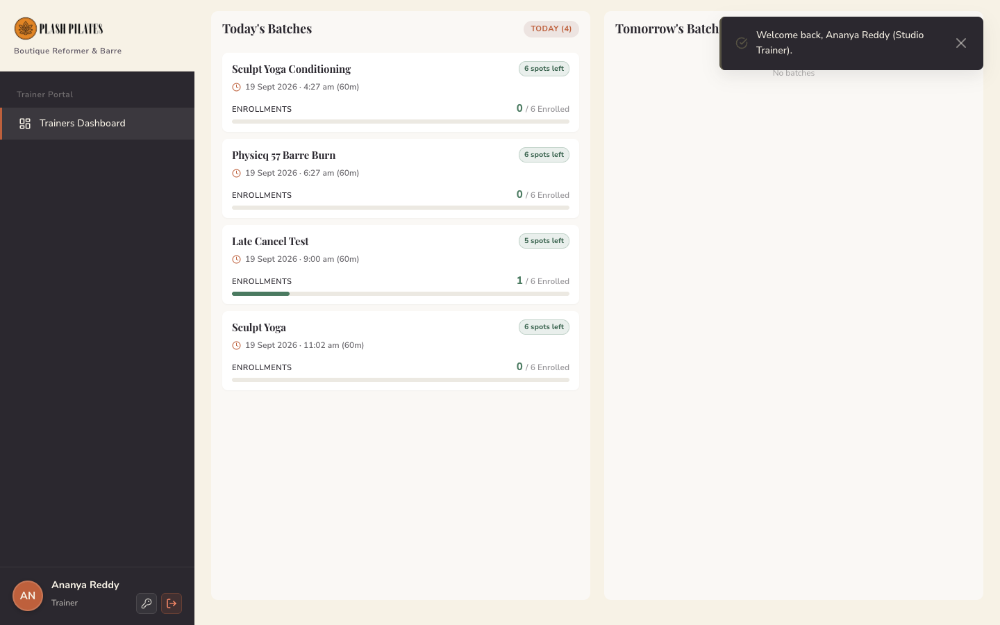 PLASH PILATES
Boutique Reformer & Barre
Trainer Portal
Trainers Dashboard
Ananya Reddy
AN
Trainer
Today's Batches
TODAY (4)
Sculpt Yoga Conditioning
6 spots left
19 Sept 2026 · 4:27 am (60m)
ENROLLMENTS
0 / 6 Enrolled
Physicq 57 Barre Burn
6 spots left
19 Sept 2026 · 6:27 am (60m)
ENROLLMENTS
0 / 6 Enrolled
Late Cancel Test
5 spots left
19 Sept 2026 · 9:00 am (60m)
ENROLLMENTS
1 / 6 Enrolled
Sculpt Yoga
6 spots left
19 Sept 2026 · 11:02 am (60m)
ENROLLMENTS
0 / 6 Enrolled
Tomorrow's Batch
No batches
Welcome back, Ananya Reddy (Studio
Trainer).